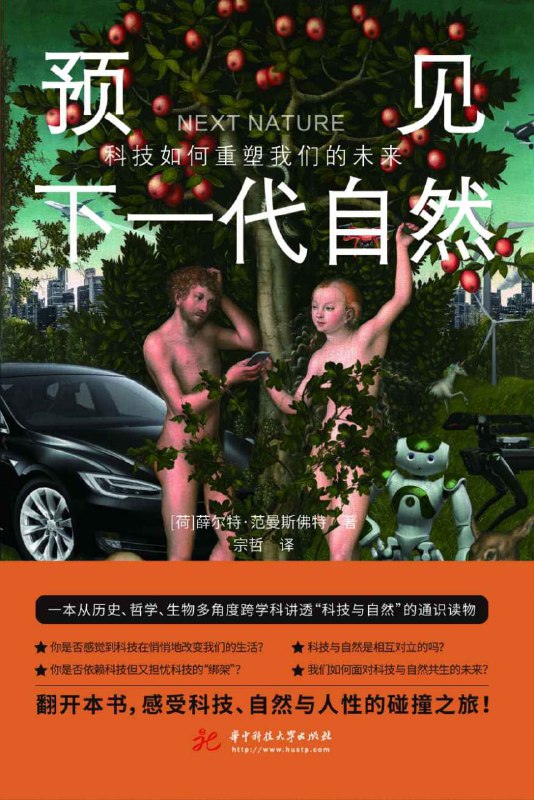 预见
NEXT NATURE
科技如何重塑我们的未来
下一代自然
[荷]薛尔特·范曼斯佛特 著
宗哲 译
一本从历史、哲学、生物多角度跨学科讲透“科技与自然”的通识读物
★你是否感觉到科技在悄悄地改变我们的生活？
★科技与自然是相互对立的吗？
★你是否依赖科技但又担忧科技的“绑架”？
★我们如何面对科技与自然共生的未来？
翻开本书，感受科技、自然与人性的碰撞之旅！
华中科技大学出版社
http://www.hustp.com